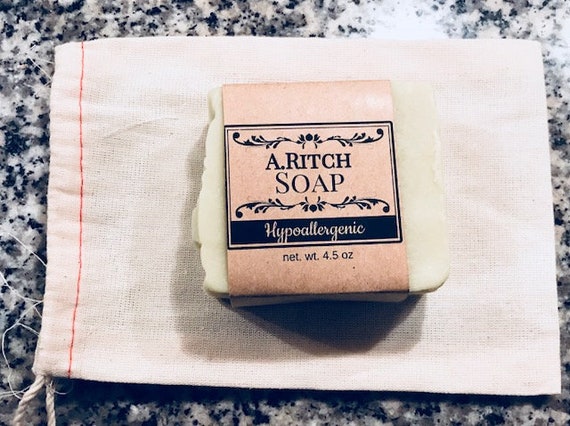 A.Ritch
Soap
Hypoallergenic
net. wt. 4.5 oz